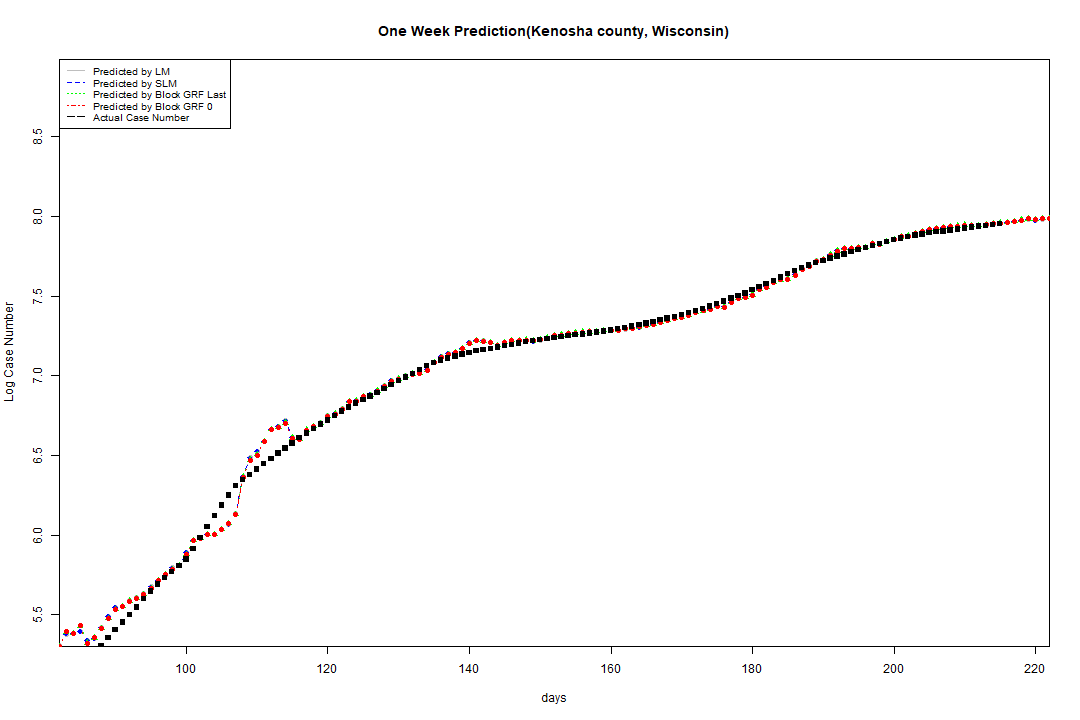 One Week Prediction(Kenosha county, Wisconsin)
Predicted by LM
Predicted by SLM
Predicted by Block GRF Last
Predicted by Block GRF 0
Actual Case Number
8.5
8.0
7.5
7.0
6.5
6.0
5.5
Log Case Number
100 120 140 160 180 200 220
days